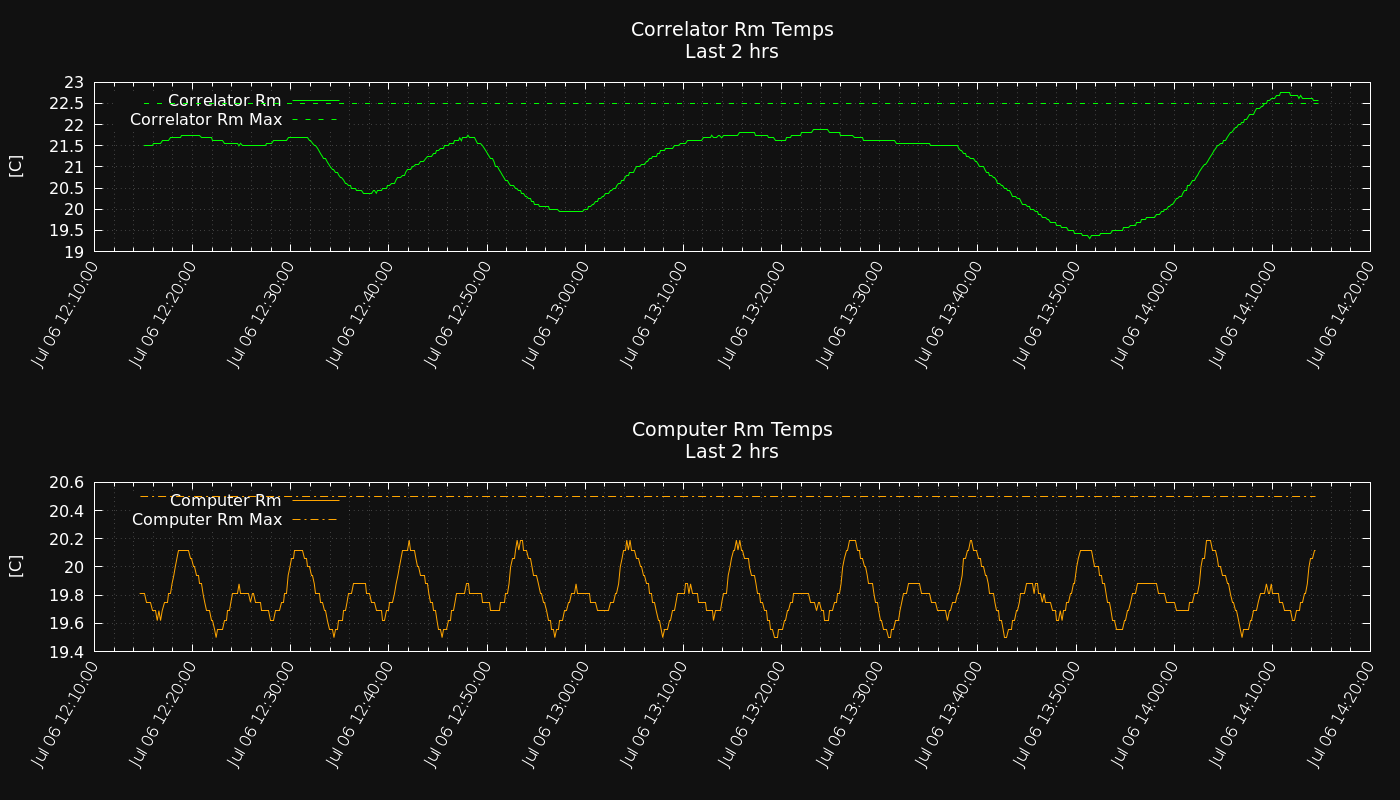 Correlator Rm Temps
Last 2 hrs
23
22.5
22
21.5
21
20.5
20
19.5
19
[C]
Correlator Rm
Correlator Rm Max
Jul 06 12:10:00
Jul 06 12:20:00
Jul 06 12:30:00
Jul 06 12:40:00
Jul 06 12:50:00
Jul 06 13:00:00
Jul 06 13:10:00
Jul 06 13:20:00
Jul 06 13:30:00
Jul 06 13:40:00
Jul 06 13:50:00
Jul 06 14:00:00
Jul 06 14:10:00
Jul 06 14:20:00
Computer Rm Temps
Last 2 hrs
20.6
20.4
20.2
20
19.8
19.6
19.4
[C]
Computer Rm
Computer Rm Max
Jul 06 12:10:00
Jul 06 12:20:00
Jul 06 12:30:00
Jul 06 12:40:00
Jul 06 12:50:00
Jul 06 13:00:00
Jul 06 13:10:00
Jul 06 13:20:00
Jul 06 13:30:00
Jul 06 13:40:00
Jul 06 13:50:00
Jul 06 14:00:00
Jul 06 14:10:00
Jul 06 14:20:00